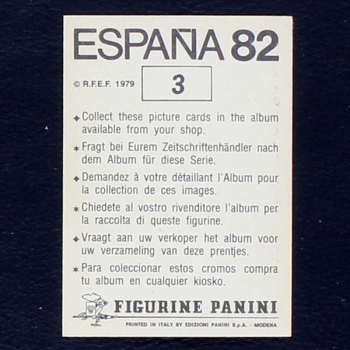 ESPAÑA 82
© R.F.E.F. 1979
3
◆ Collect these picture cards in the album
available from your shop.
✶ Fragt bei Eurem Zeitschriftenhändler nach
dem Album für diese Serie.
◆ Demandez à votre détaillant l'Album pour
la collection de ces images.
✶ Chiedete al vostro rivenditore l'album per
la raccolta di queste figurine.
◆ Vraagt aan uw verkoper het album voor
uw verzameling van deze prentjes.
✶ Para coleccionar estos cromos compra
tu album en cualquier kiosko.
FIGURINE PANINI
PRINTED IN ITALY BY EDIZIONI PANINI S.p.A. - MODENA